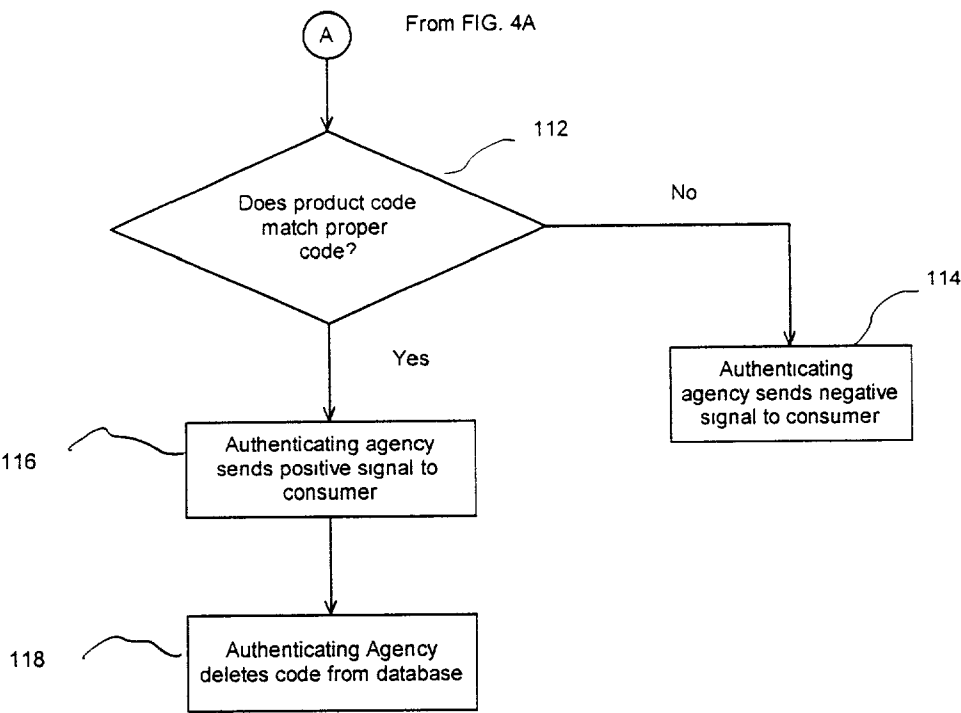 From FIG. 4A
A
112
Does product code
match proper
code?
No
114
Yes
Authenticating
agency sends negative
signal to consumer
116
Authenticating agency
sends positive signal to
consumer
118
Authenticating Agency
deletes code from database